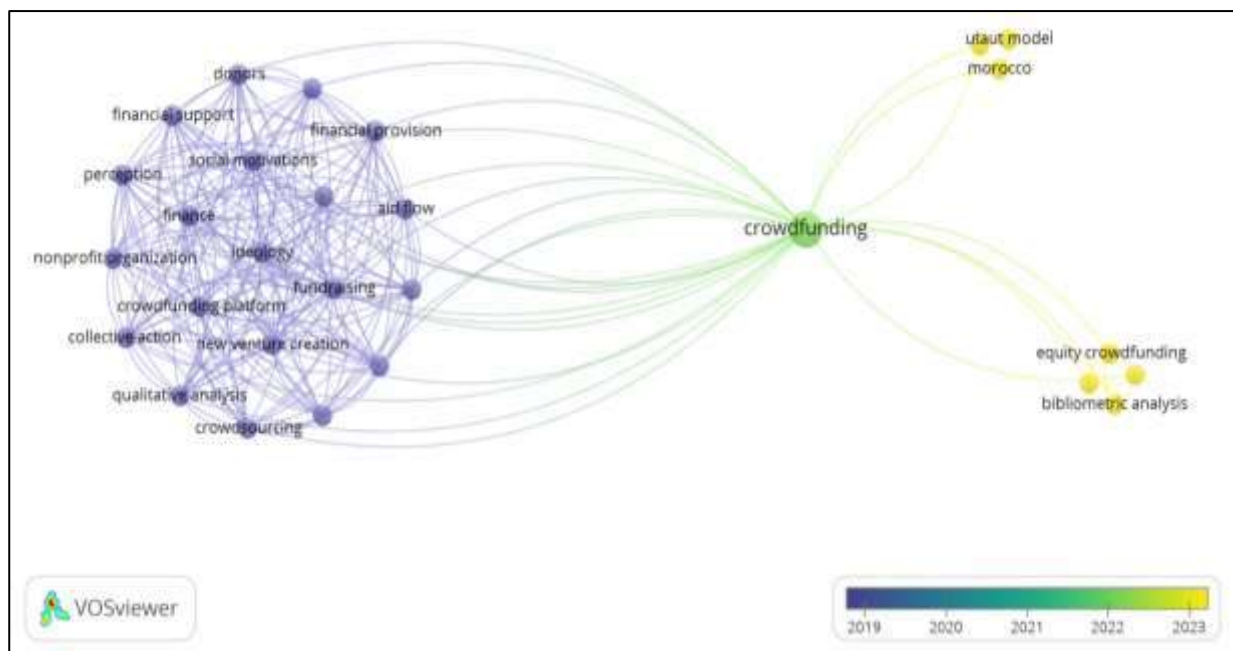 utaut model
morocco
donors
financial support
financial provision
social motivations
perception
finance
aid flow
crowdfunding
nonprofit organization
ideology
fundraising
crowdfunding platform
collective action
new venture creation
equity crowdfunding
qualitative analysis
bibliometric analysis
crowdsourcing
VOSviewer
2019 2020 2021 2022 2023